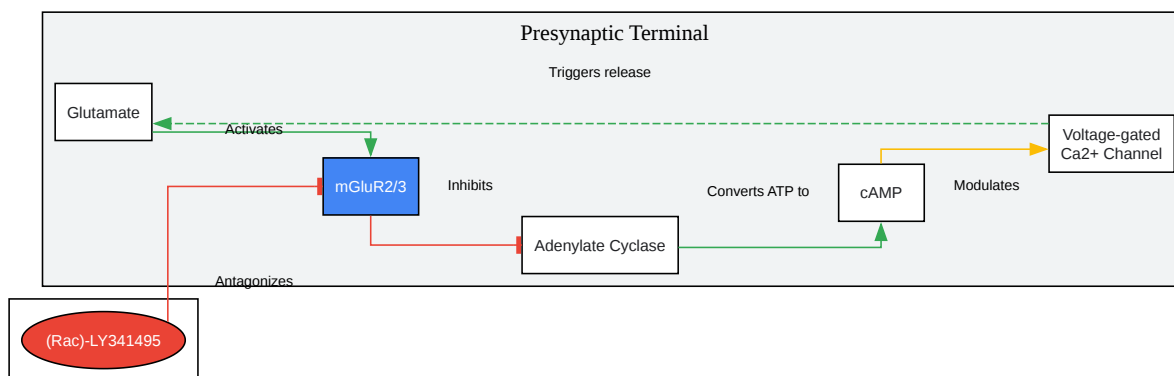 Presynaptic Terminal
Triggers release
Glutamate
Activates
Voltage-gated
Ca2+ Channel
mGluR2/3
Inhibits
Converts ATP to
cAMP
Modulates
Adenylate Cyclase
Antagonizes
(Rac)-LY341495